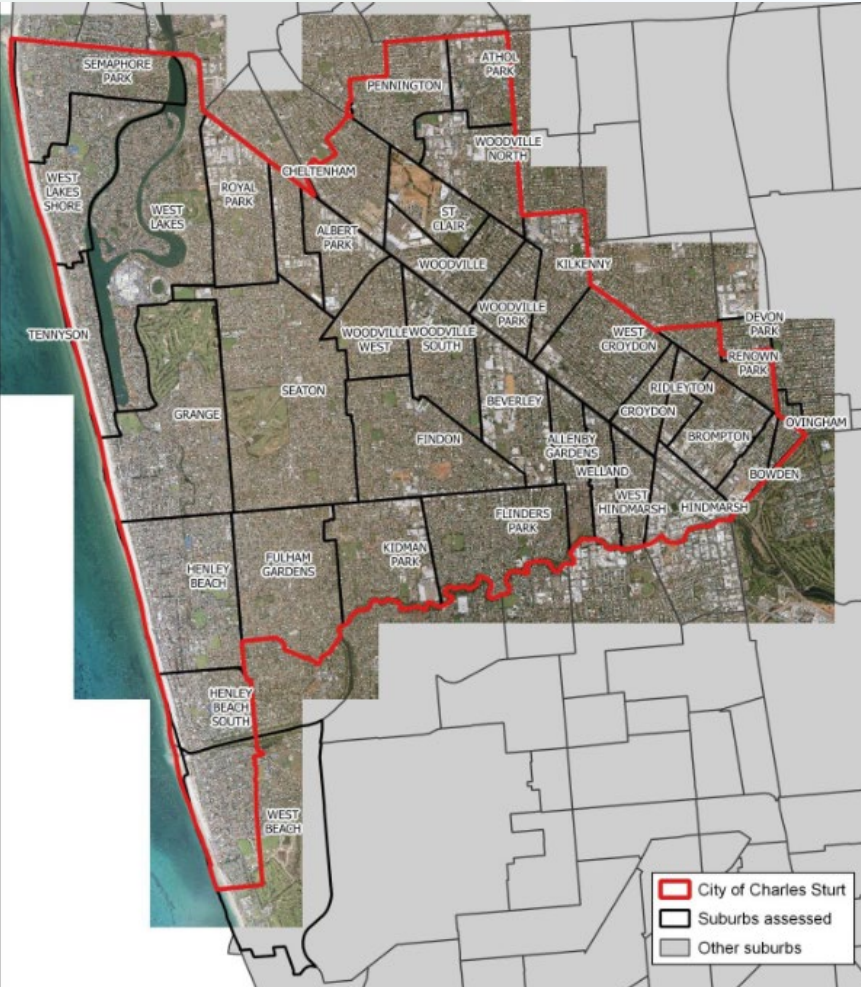 SEMAPHORE
PARK
ATHOL
PARK
PENNINGTON
WOODVILLE
NORTH
CHELTENHAM
WEST
LAKES
SHORE
ROYAL
PARK
WEST
LAKES
ST
CLAIR
ALBERT
PARK
WOODVILLE
KILKENNY
WOODVILLE
PARK
DEVON
PARK
TENNYSON
WOODVILLE
WEST
WOODVILLE
SOUTH
WEST
CROYDON
RENOWN
PARK
SEATON
RIDLEYTON
BEVERLEY
GRANGE
CROYDON
OVINGHAM
FINDON
ALLENBY
GARDENS
BROMPTON
WELLAND
BOWDEN
WEST
HINDMARSH
HINDMARSH
FLINDERS
PARK
KIDMAN
PARK
HENLEY
BEACH
FULHAM
GARDENS
HENLEY
BEACH
SOUTH
WEST
BEACH
City of Charles Sturt
Suburbs assessed
Other suburbs